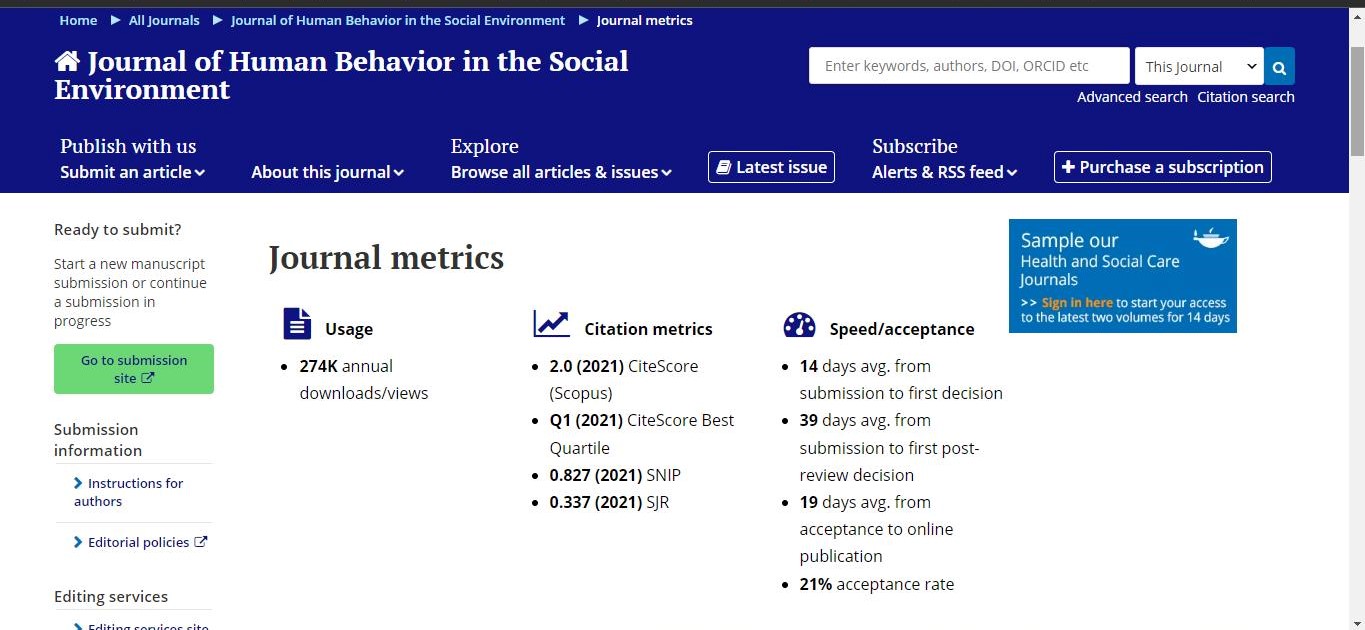 Home ▶ All Journals ▶ Journal of Human Behavior in the Social Environment ▶ Journal metrics
Journal of Human Behavior in the Social
Environment
Enter keywords, authors, DOI, ORCID etc
This Journal
Advanced search Citation search
Publish with us
Submit an article
About this journal
Explore
Browse all articles & issues
Latest issue
Subscribe
Alerts & RSS feed
+ Purchase a subscription
Ready to submit?
Start a new manuscript
submission or continue
a submission in
progress
Go to submission
site
Submission
information
Instructions for
authors
Editorial policies
Editing services
Editing services site
Journal metrics
Usage
• 274K annual
downloads/views
Citation metrics
• 2.0 (2021) CiteScore
(Scopus)
• Q1 (2021) CiteScore Best
Quartile
• 0.827 (2021) SNIP
• 0.337 (2021) SJR
Speed/acceptance
• 14 days avg. from
submission to first decision
• 39 days avg. from
submission to first post-
review decision
• 19 days avg. from
acceptance to online
publication
• 21% acceptance rate
Sample our
Health and Social Care
Journals
>> Sign in here to start your access
to the latest two volumes for 14 days